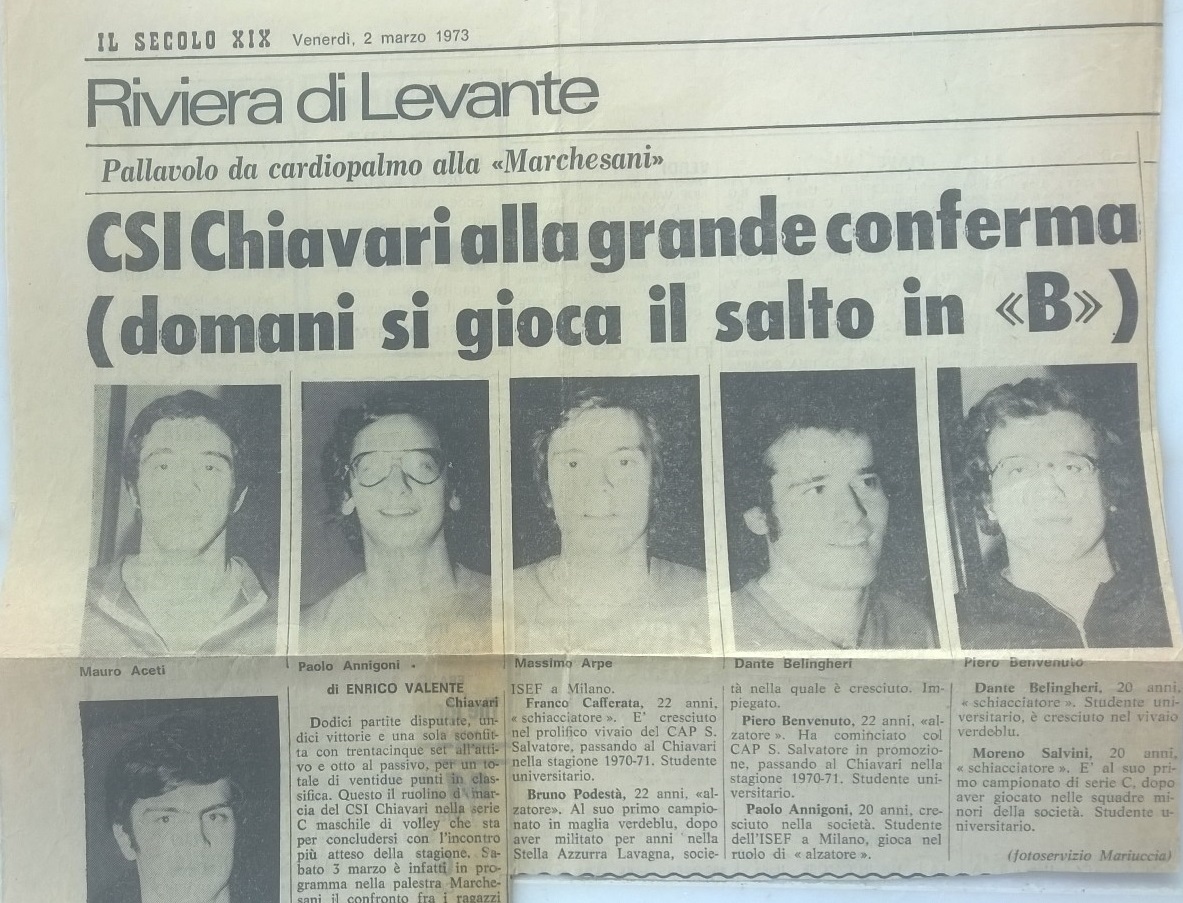 IL SECOLO XIX Venerdì, 2 marzo 1973
Riviera di Levante
Pallavolo da cardiopalmo alla «Marchesani»
CSI Chiavari alla grande conferma
(domani si gioca il salto in «B»)
Mauro Aceti
Paolo Annigoni
Massimo Arpe
Dante Belingheri
Piero Benvenuto
di ENRICO VALENTE
Chiavari
Dodici partite disputate, un-
dici vittorie e una sola sconfit-
ta con trentacinque set all'atti-
vo e otto al passivo, per un to-
tale di ventidue punti in clas-
sifica. Questo il ruolino di mar-
cia del CSI Chiavari nella serie
C maschile di volley che sta
per concludersi con l'incontro
più atteso della stagione. Sa-
bato 3 marzo è infatti in pro-
gramma nella palestra Marche-
sani il confronto fra i ragazzi
ISEF a Milano.
Franco Cafferata, 22 anni,
« schiacciatore ». E' cresciuto
nel prolifico vivaio del CAP S.
Salvatore, passando al Chiavari
nella stagione 1970-71. Studente
universitario.
Bruno Podestà, 22 anni, «al-
zatore». Al suo primo campio-
nato in maglia verdeblu, dopo
aver militato per anni nella
Stella Azzurra Lavagna, socie-
tà nella quale è cresciuto. Im-
piegato.
Piero Benvenuto, 22 anni, «al-
zatore ». Ha cominciato col
CAP S. Salvatore in promozio-
ne, passando al Chiavari nella
stagione 1970-71. Studente uni-
versitario.
Paolo Annigoni, 20 anni, cre-
sciuto nella società. Studente
dell'ISEF a Milano, gioca nel
ruolo di « alzatore ».
Dante Belingheri, 20 anni,
« schiacciatore ». Studente uni-
versitario, è cresciuto nel vivaio
verdeblu.
Moreno Salvini, 20 anni,
« schiacciatore ». E' al suo pri-
mo campionato di serie C, dopo
aver giocato nelle squadre mi-
nori della società. Studente u-
niversitario.
(fotoservizio Mariuccia)